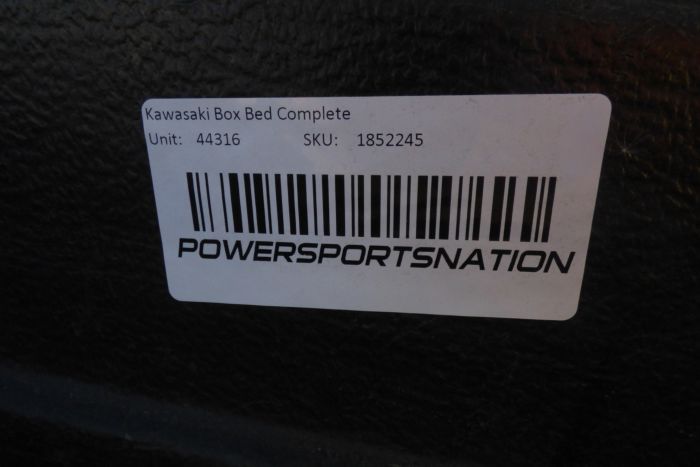 Kawasaki Box Bed Complete
Unit: 44316 SKU: 1852245
POWERSPORTSNATION